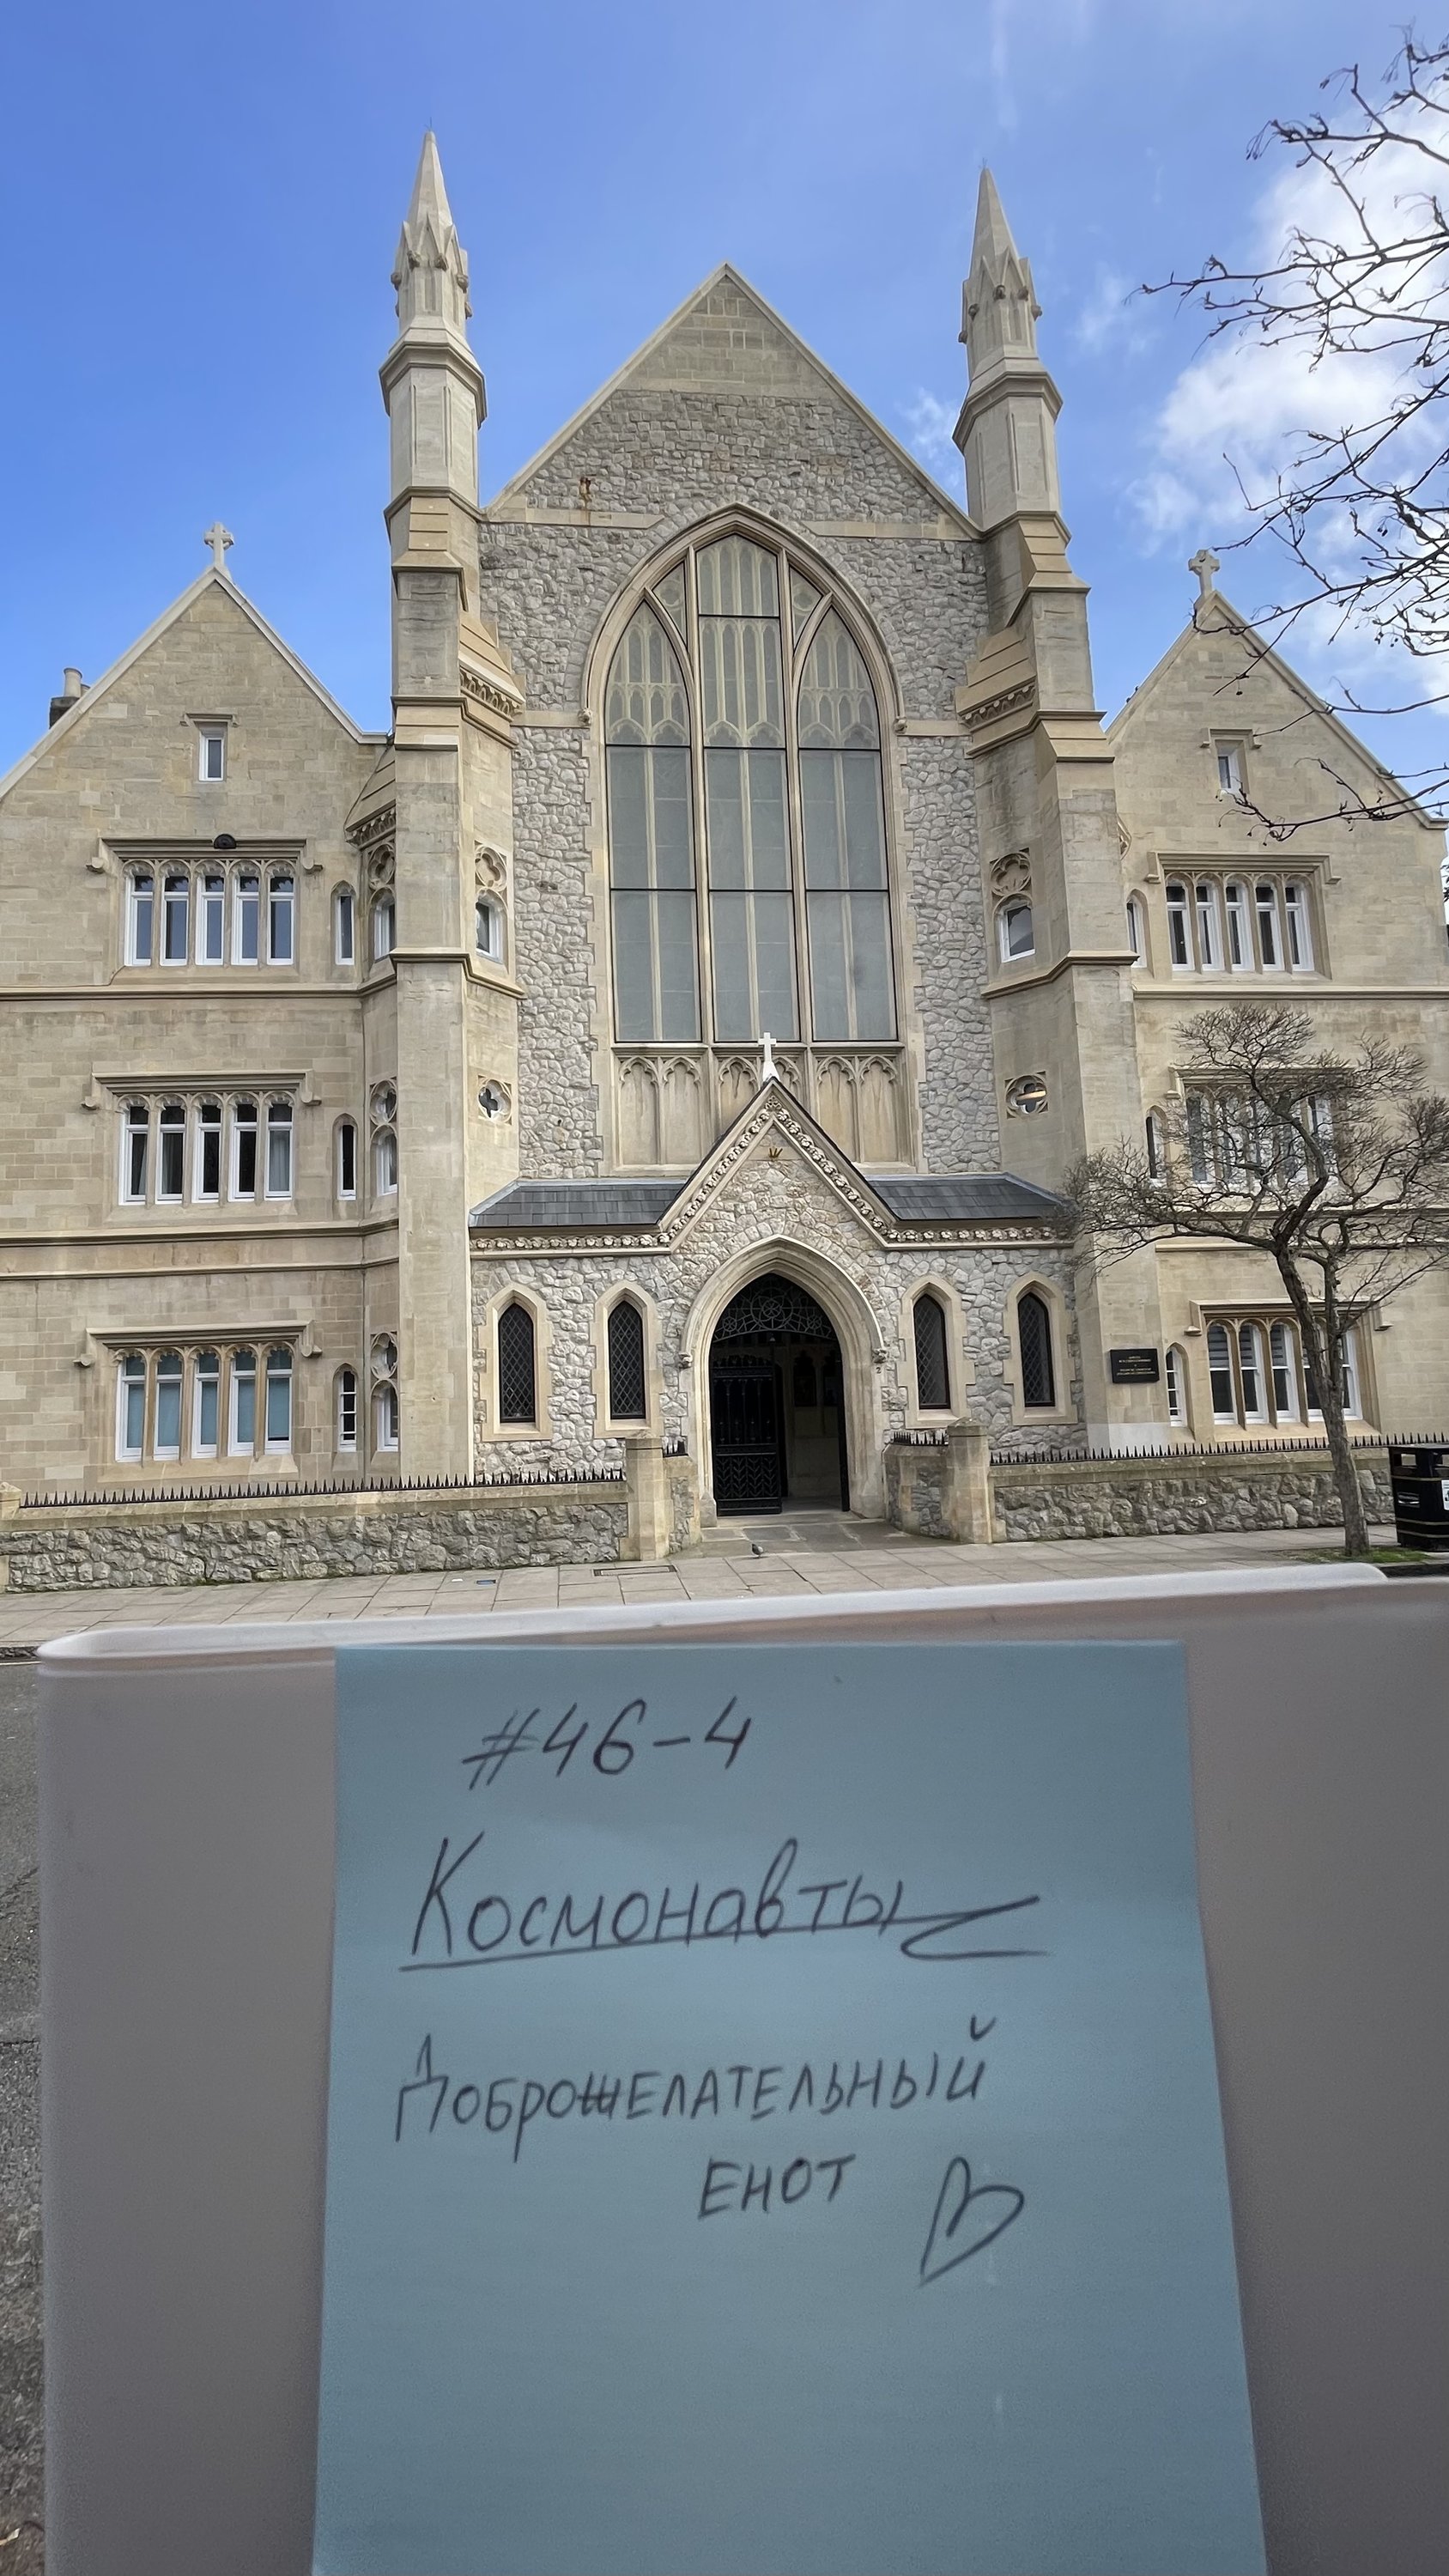 #46-4
Космонавты
Доброжелательный
енот